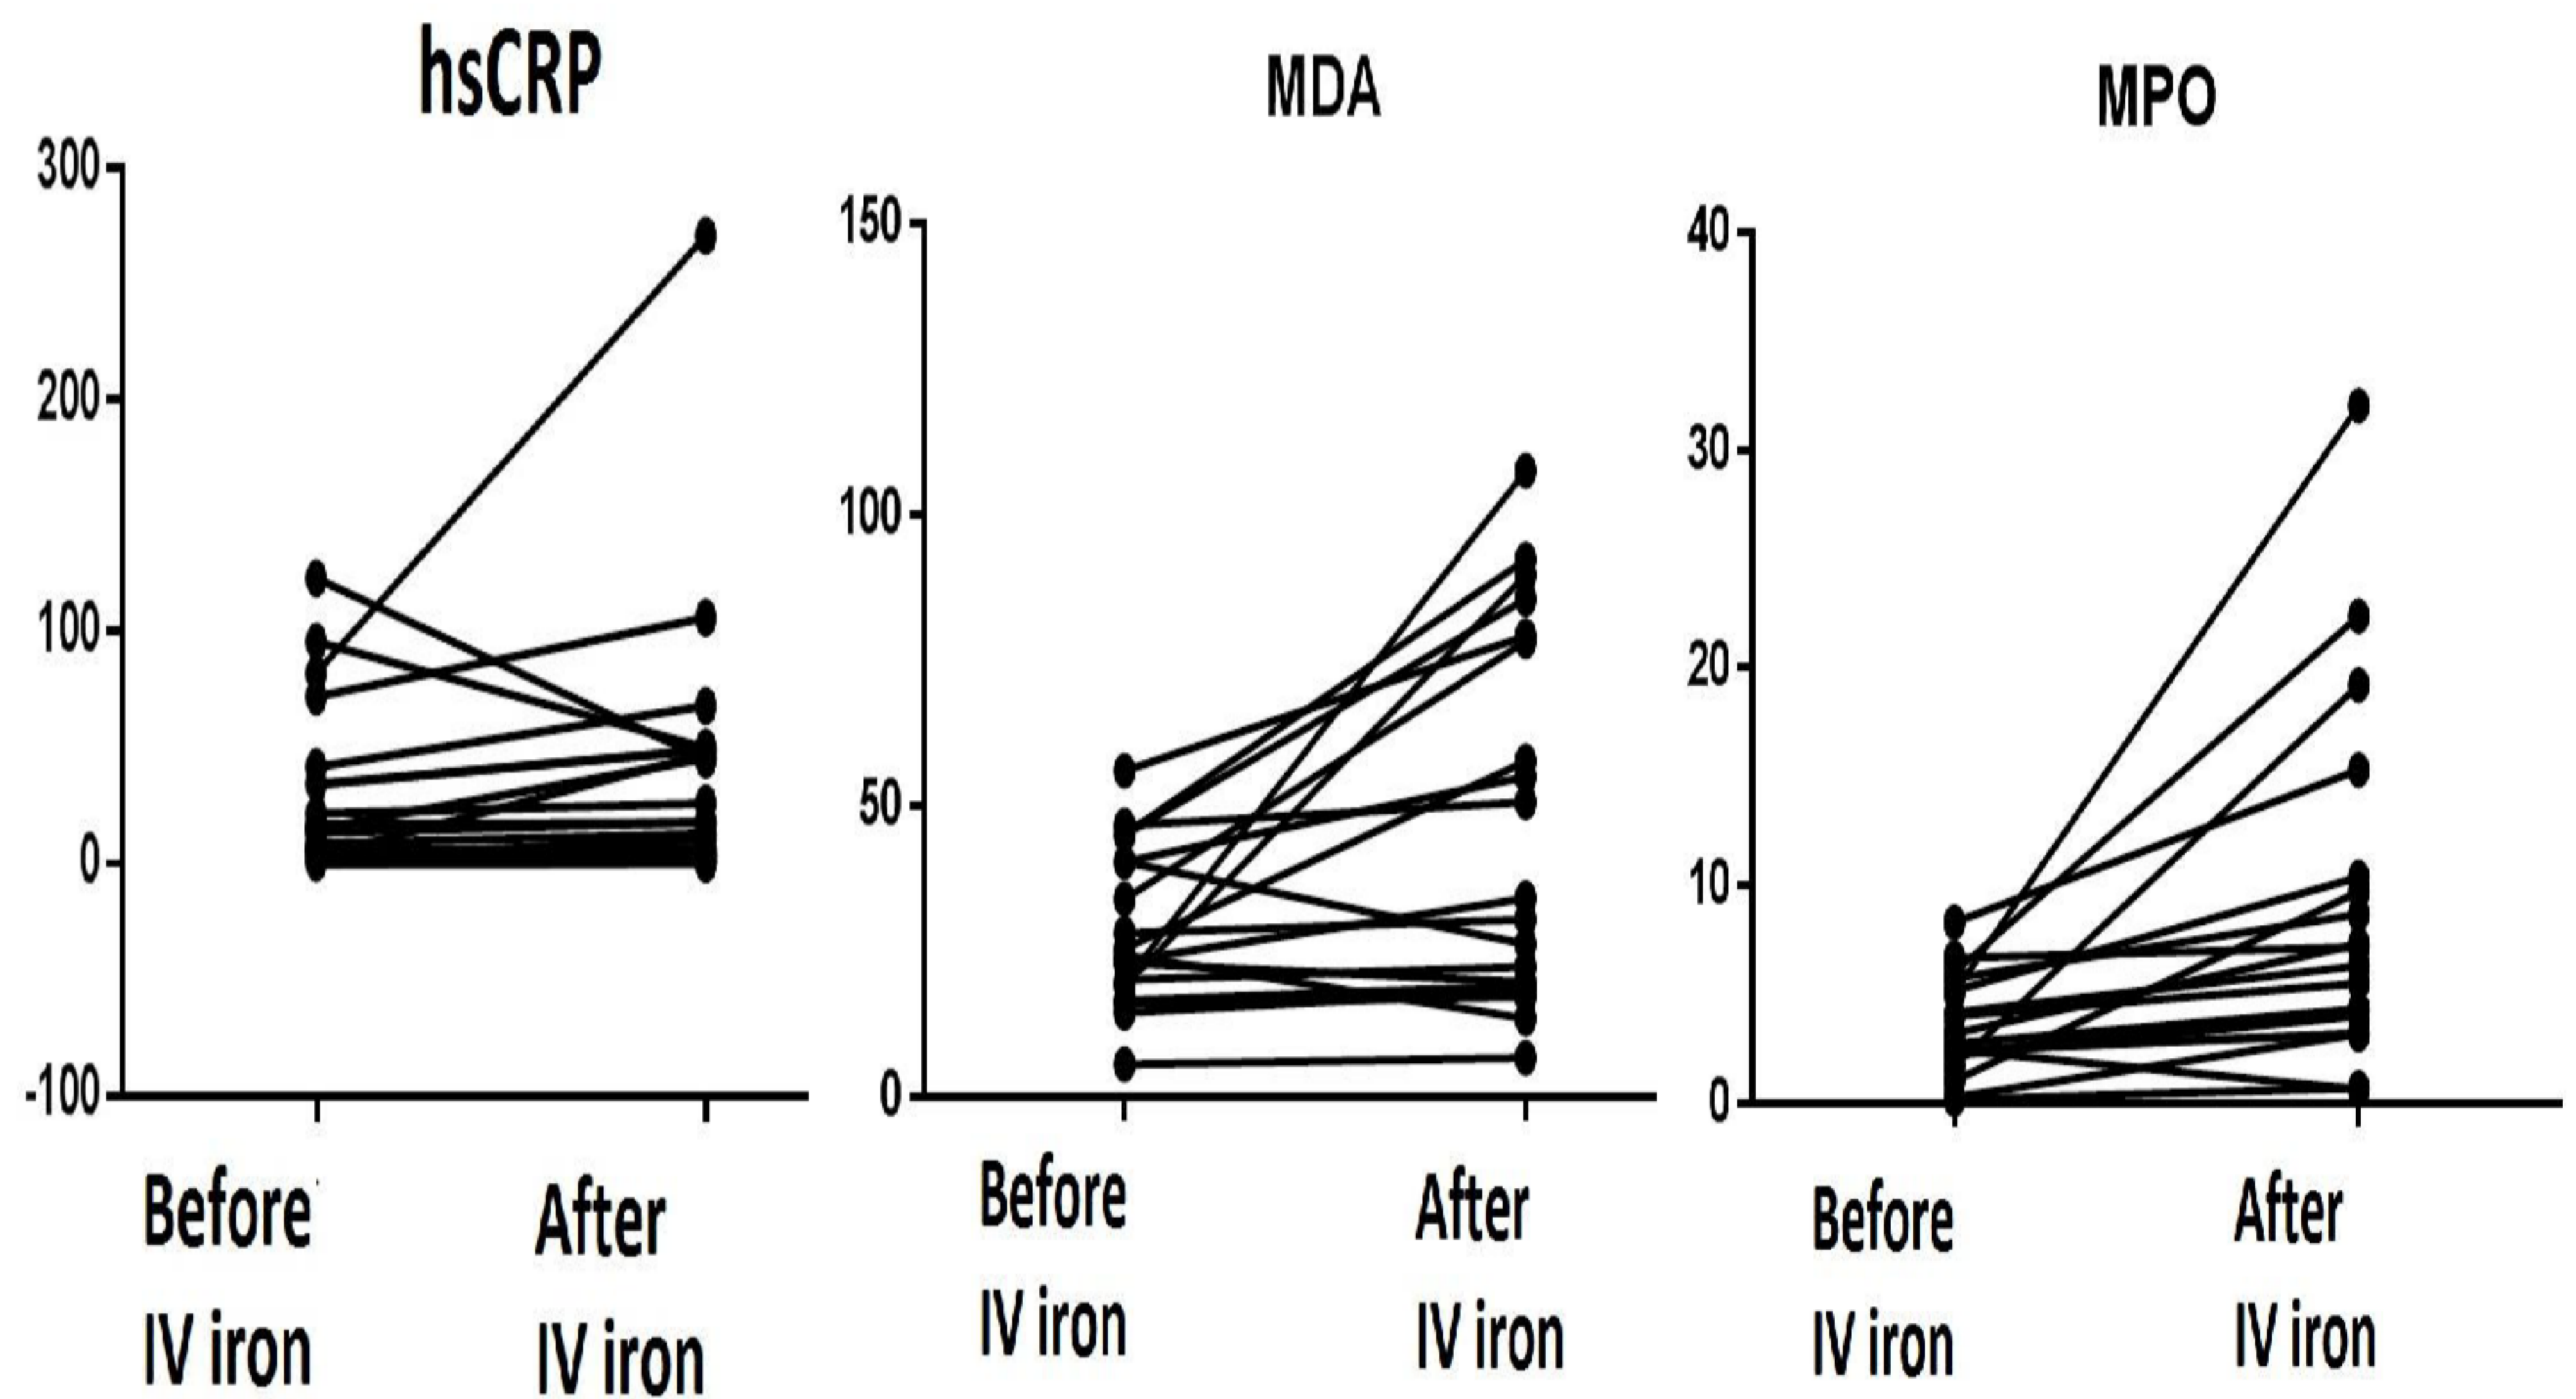 hsCRP
300
200
100
0
-100
Before
IV iron
After
IV iron
MDA
150
100
50
0
Before
IV iron
After
IV iron
MPO
40
30
20
10
0
Before
IV iron
After
IV iron